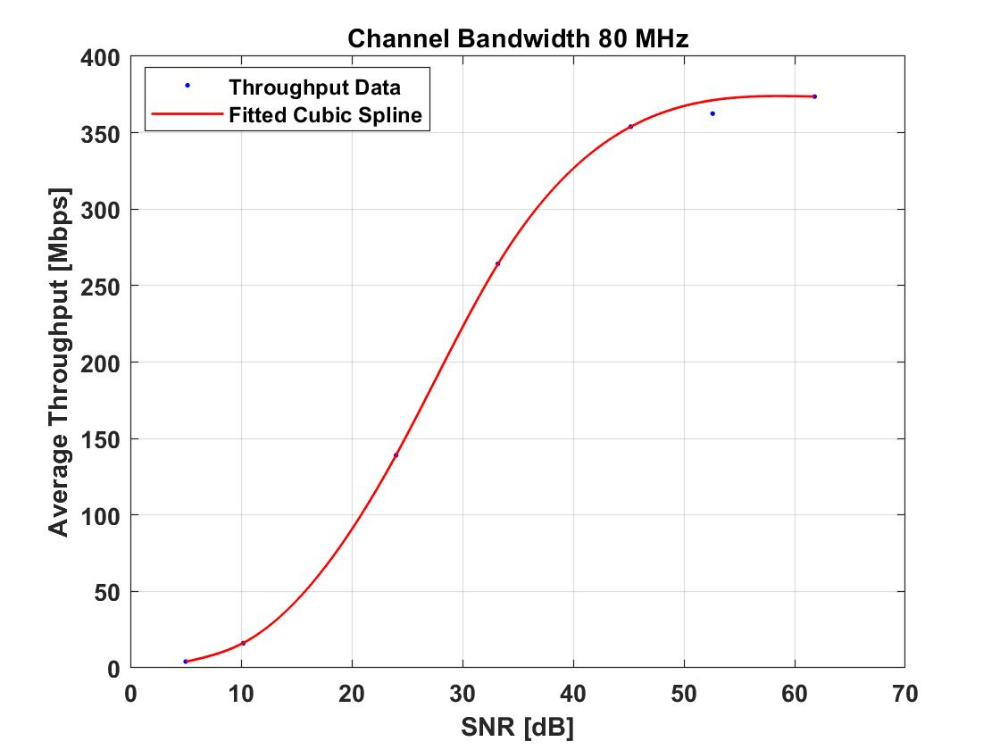 Channel Bandwidth 80 MHz
400
350
300
250
200
150
100
50
0
Throughput Data
Fitted Cubic Spline
Average Throughput [Mbps]
0 10 20 30 40 50 60 70
SNR [dB]